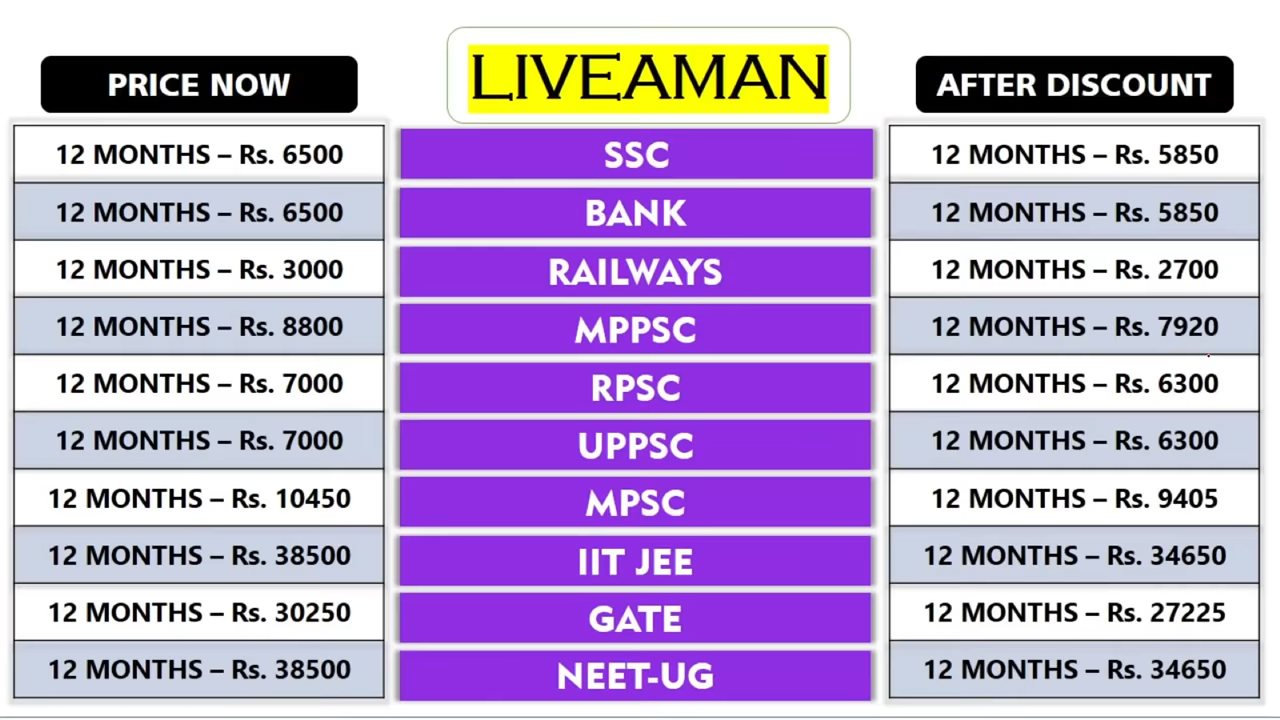 PRICE NOW LIVEAMAN AFTER DISCOUNT
12 MONTHS – Rs. 6500 SSC 12 MONTHS – Rs. 5850
12 MONTHS – Rs. 6500 BANK 12 MONTHS – Rs. 5850
12 MONTHS – Rs. 3000 RAILWAYS 12 MONTHS – Rs. 2700
12 MONTHS – Rs. 8800 MPPSC 12 MONTHS – Rs. 7920
12 MONTHS – Rs. 7000 RPSC 12 MONTHS – Rs. 6300
12 MONTHS – Rs. 7000 UPPSC 12 MONTHS – Rs. 6300
12 MONTHS – Rs. 10450 MPSC 12 MONTHS – Rs. 9405
12 MONTHS – Rs. 38500 IIT JEE 12 MONTHS – Rs. 34650
12 MONTHS – Rs. 30250 GATE 12 MONTHS – Rs. 27225
12 MONTHS – Rs. 38500 NEET-UG 12 MONTHS – Rs. 34650